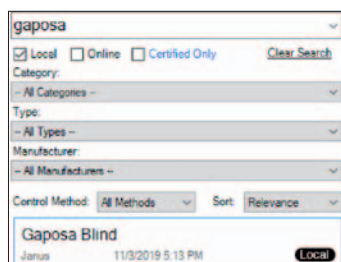 gaposa
Local Online Certified Only Clear Search
Category:
-- All Categories --
Type:
-- All Types --
Manufacturer:
-- All Manufacturers --
Control Method: All Methods Sort: Relevance
Gaposa Blind
Janus 11/3/2019 5:13 PM Local